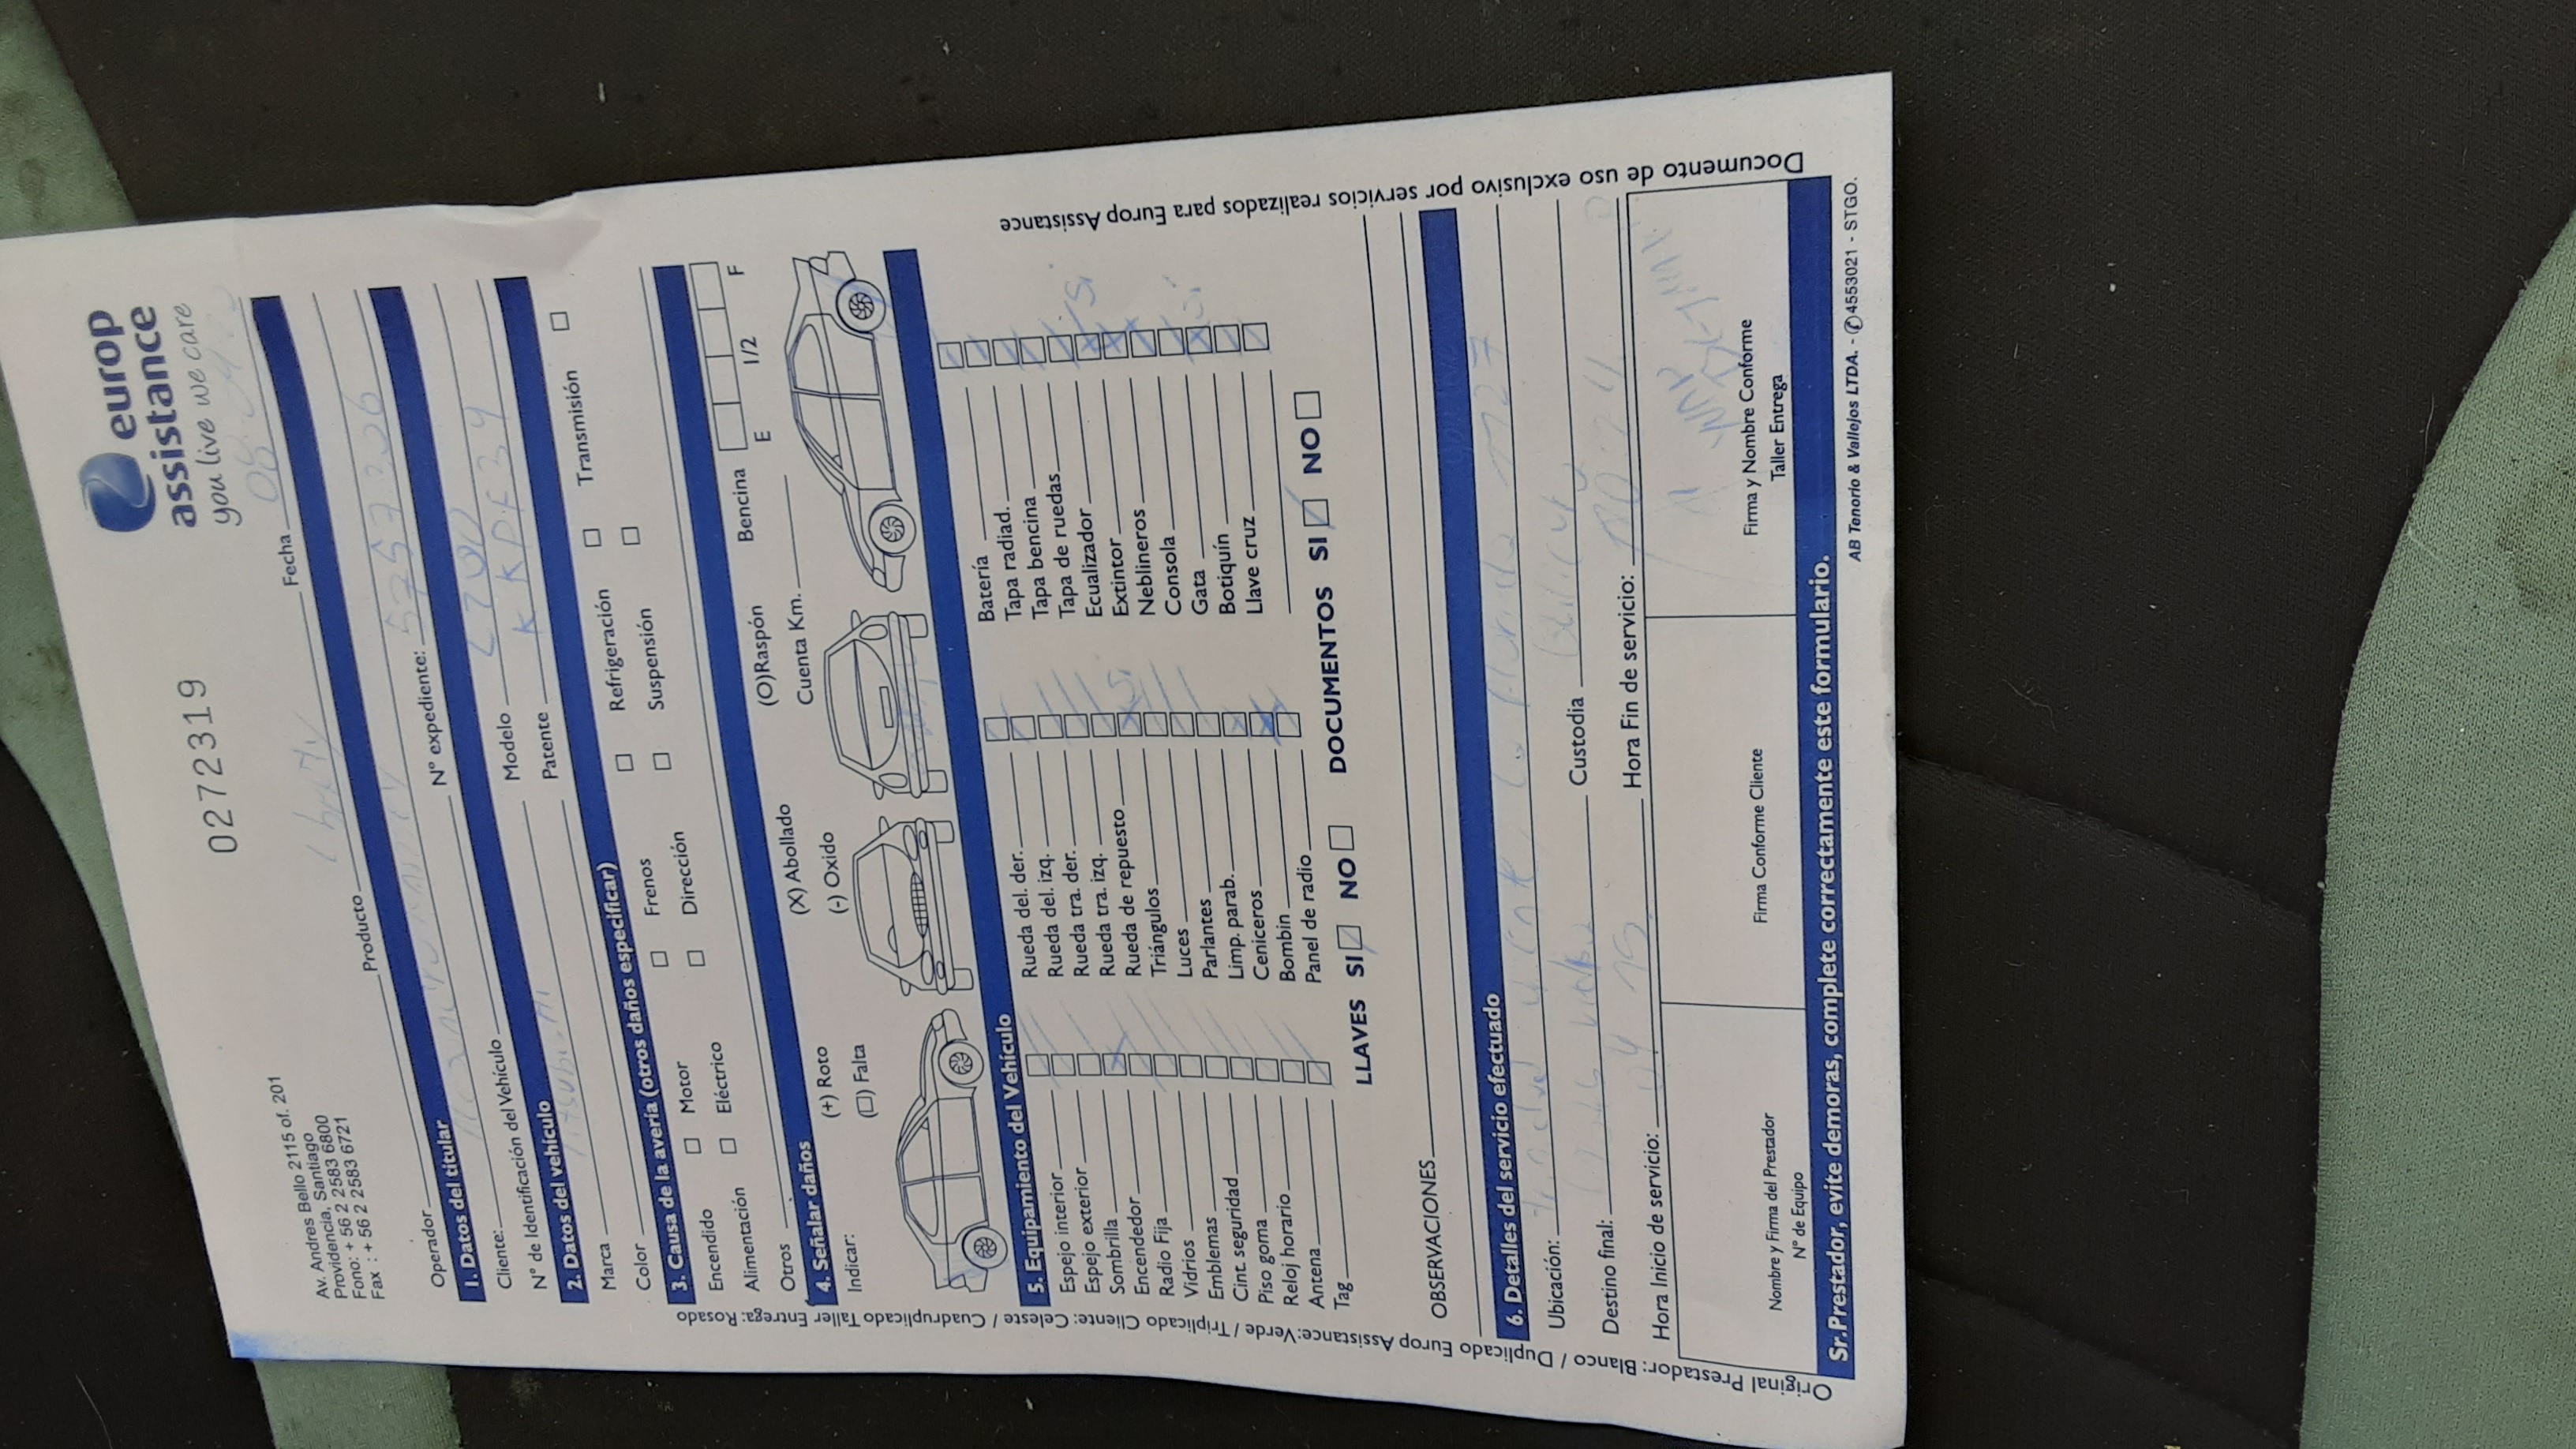 europ
assistance
you live we care
0272319
Av. Andres Bello 2115 of. 201
Providencia, Santiago
Fono: + 56 2 2583 6800
Fax : + 56 2 2583 6721
Fecha
Operador Producto Liberty
1. Datos del titular
Cliente: N° expediente:
N° de Identificación del Vehículo
2. Datos del vehículo
Marca Mitsubishi Modelo L200
Color Patente KKDF39
3. Causa de la avería (otros daños especificar)
Encendido Motor Frenos Refrigeración Transmisión
Alimentación Eléctrico Dirección Suspensión
Otros
4. Señalar daños
Indicar: (+) Roto (X) Abollado (O)Raspón Bencina E 1/2 F
(□) Falta (-) Oxido Cuenta Km.
5. Equipamiento del Vehículo
Espejo interior Rueda del. der. Batería
Espejo exterior Rueda del. izq. Tapa radiad.
Sombrilla Rueda tra. der. Tapa bencina
Encendedor Rueda tra. izq. Tapa de ruedas
Radio Fija Rueda de repuesto Si Ecualizador Si
Vidrios Triángulos Extintor
Emblemas Luces Neblineros
Cint. seguridad Parlantes Consola
Piso goma Limp. parab. Gata Si
Reloj horario Ceniceros Botiquín
Antena Bombin Llave cruz
Tag Panel de radio
LLAVES SI NO DOCUMENTOS SI NO
OBSERVACIONES
6. Detalles del servicio efectuado
Ubicación:
Destino final: Custodia
Hora Inicio de servicio: Hora Fin de servicio:
Nombre y Firma del Prestador
N° de Equipo
Firma Conforme Cliente
Firma y Nombre Conforme
Taller Entrega
Sr.Prestador, evite demoras, complete correctamente este formulario.
AB Tenorio & Vallejos LTDA. - ✆4553021 - STGO.
Original Prestador: Blanco / Duplicado Europ Assistance:Verde / Triplicado Cliente: Celeste / Cuadruplicado Taller Entrega: Rosado
Documento de uso exclusivo por servicios realizados para Europ Assistance